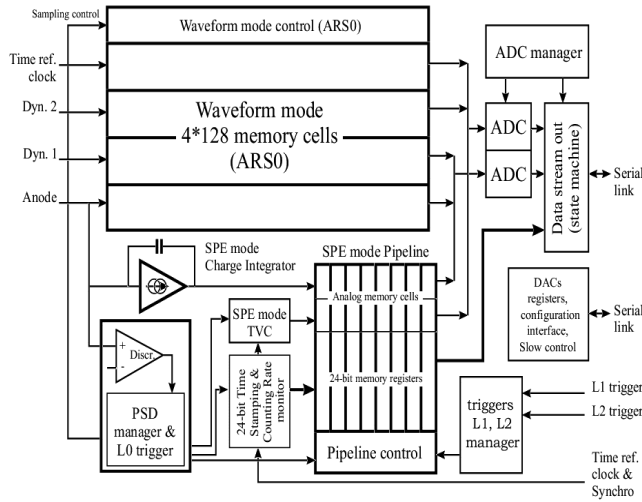 Sampling control
Waveform mode control (ARS0)
Time ref.
clock
ADC manager
Dyn. 2
Waveform mode
4*128 memory cells
(ARS0)
ADC
Dyn. 1
ADC
Data stream out
(state machine)
Serial
link
Anode
SPE mode
Charge Integrator
SPE mode Pipeline
Analog memory cells
DACs
registers,
configuration
interface,
Slow control
Serial
link
SPE mode
TVC
+
-
Discr.
24-bit Time
Stamping &
Counting Rate
monitor
24-bit memory registers
PSD
manager &
L0 trigger
triggers
L1, L2
manager
L1 trigger
L2 trigger
Pipeline control
Time ref.
clock &
Synchro